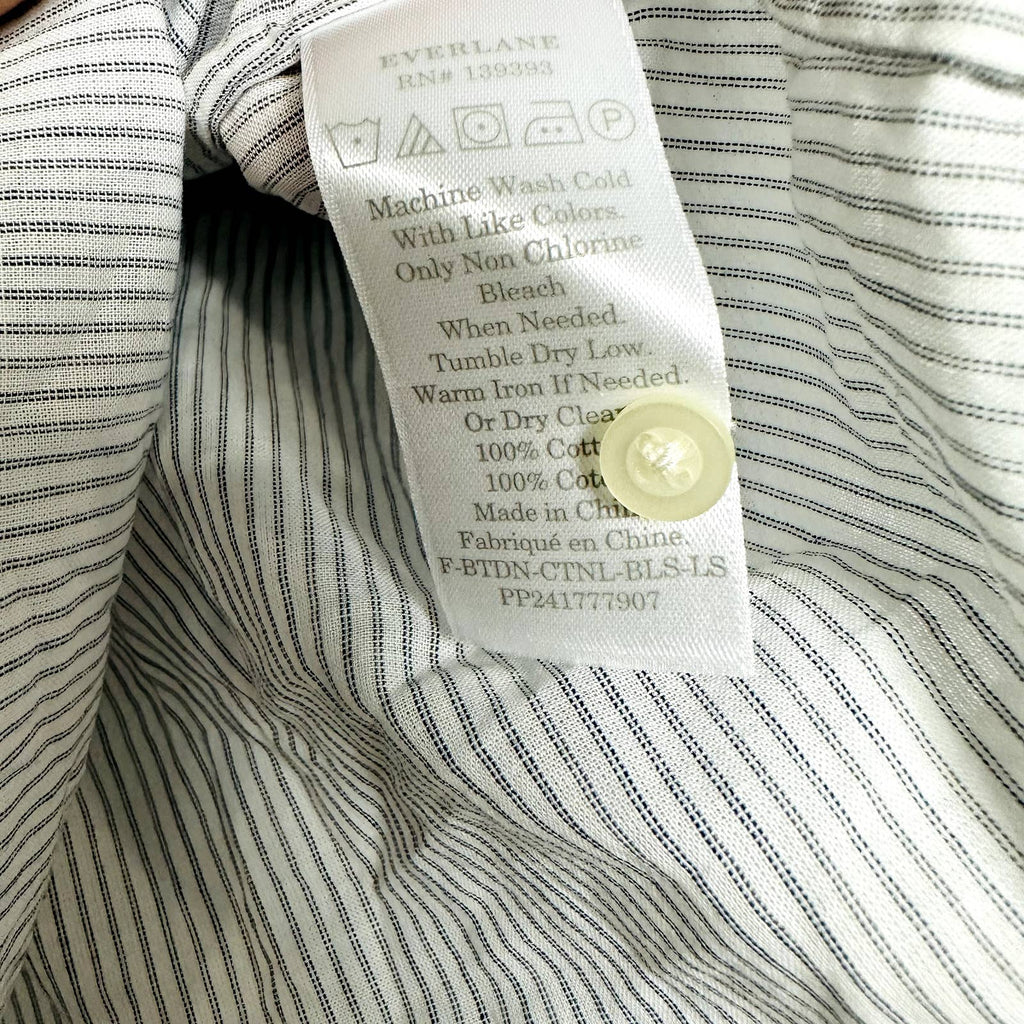 EVERLANE
RN# 139393
P
Machine Wash Cold
With Like Colors.
Only Non Chlorine
Bleach
When Needed.
Tumble Dry Low.
Warm Iron If Needed.
Or Dry
100%
100%
Made in
Fabriqué en Chine.
F-BTDN-CTNL-BLS-LS
PP241777907